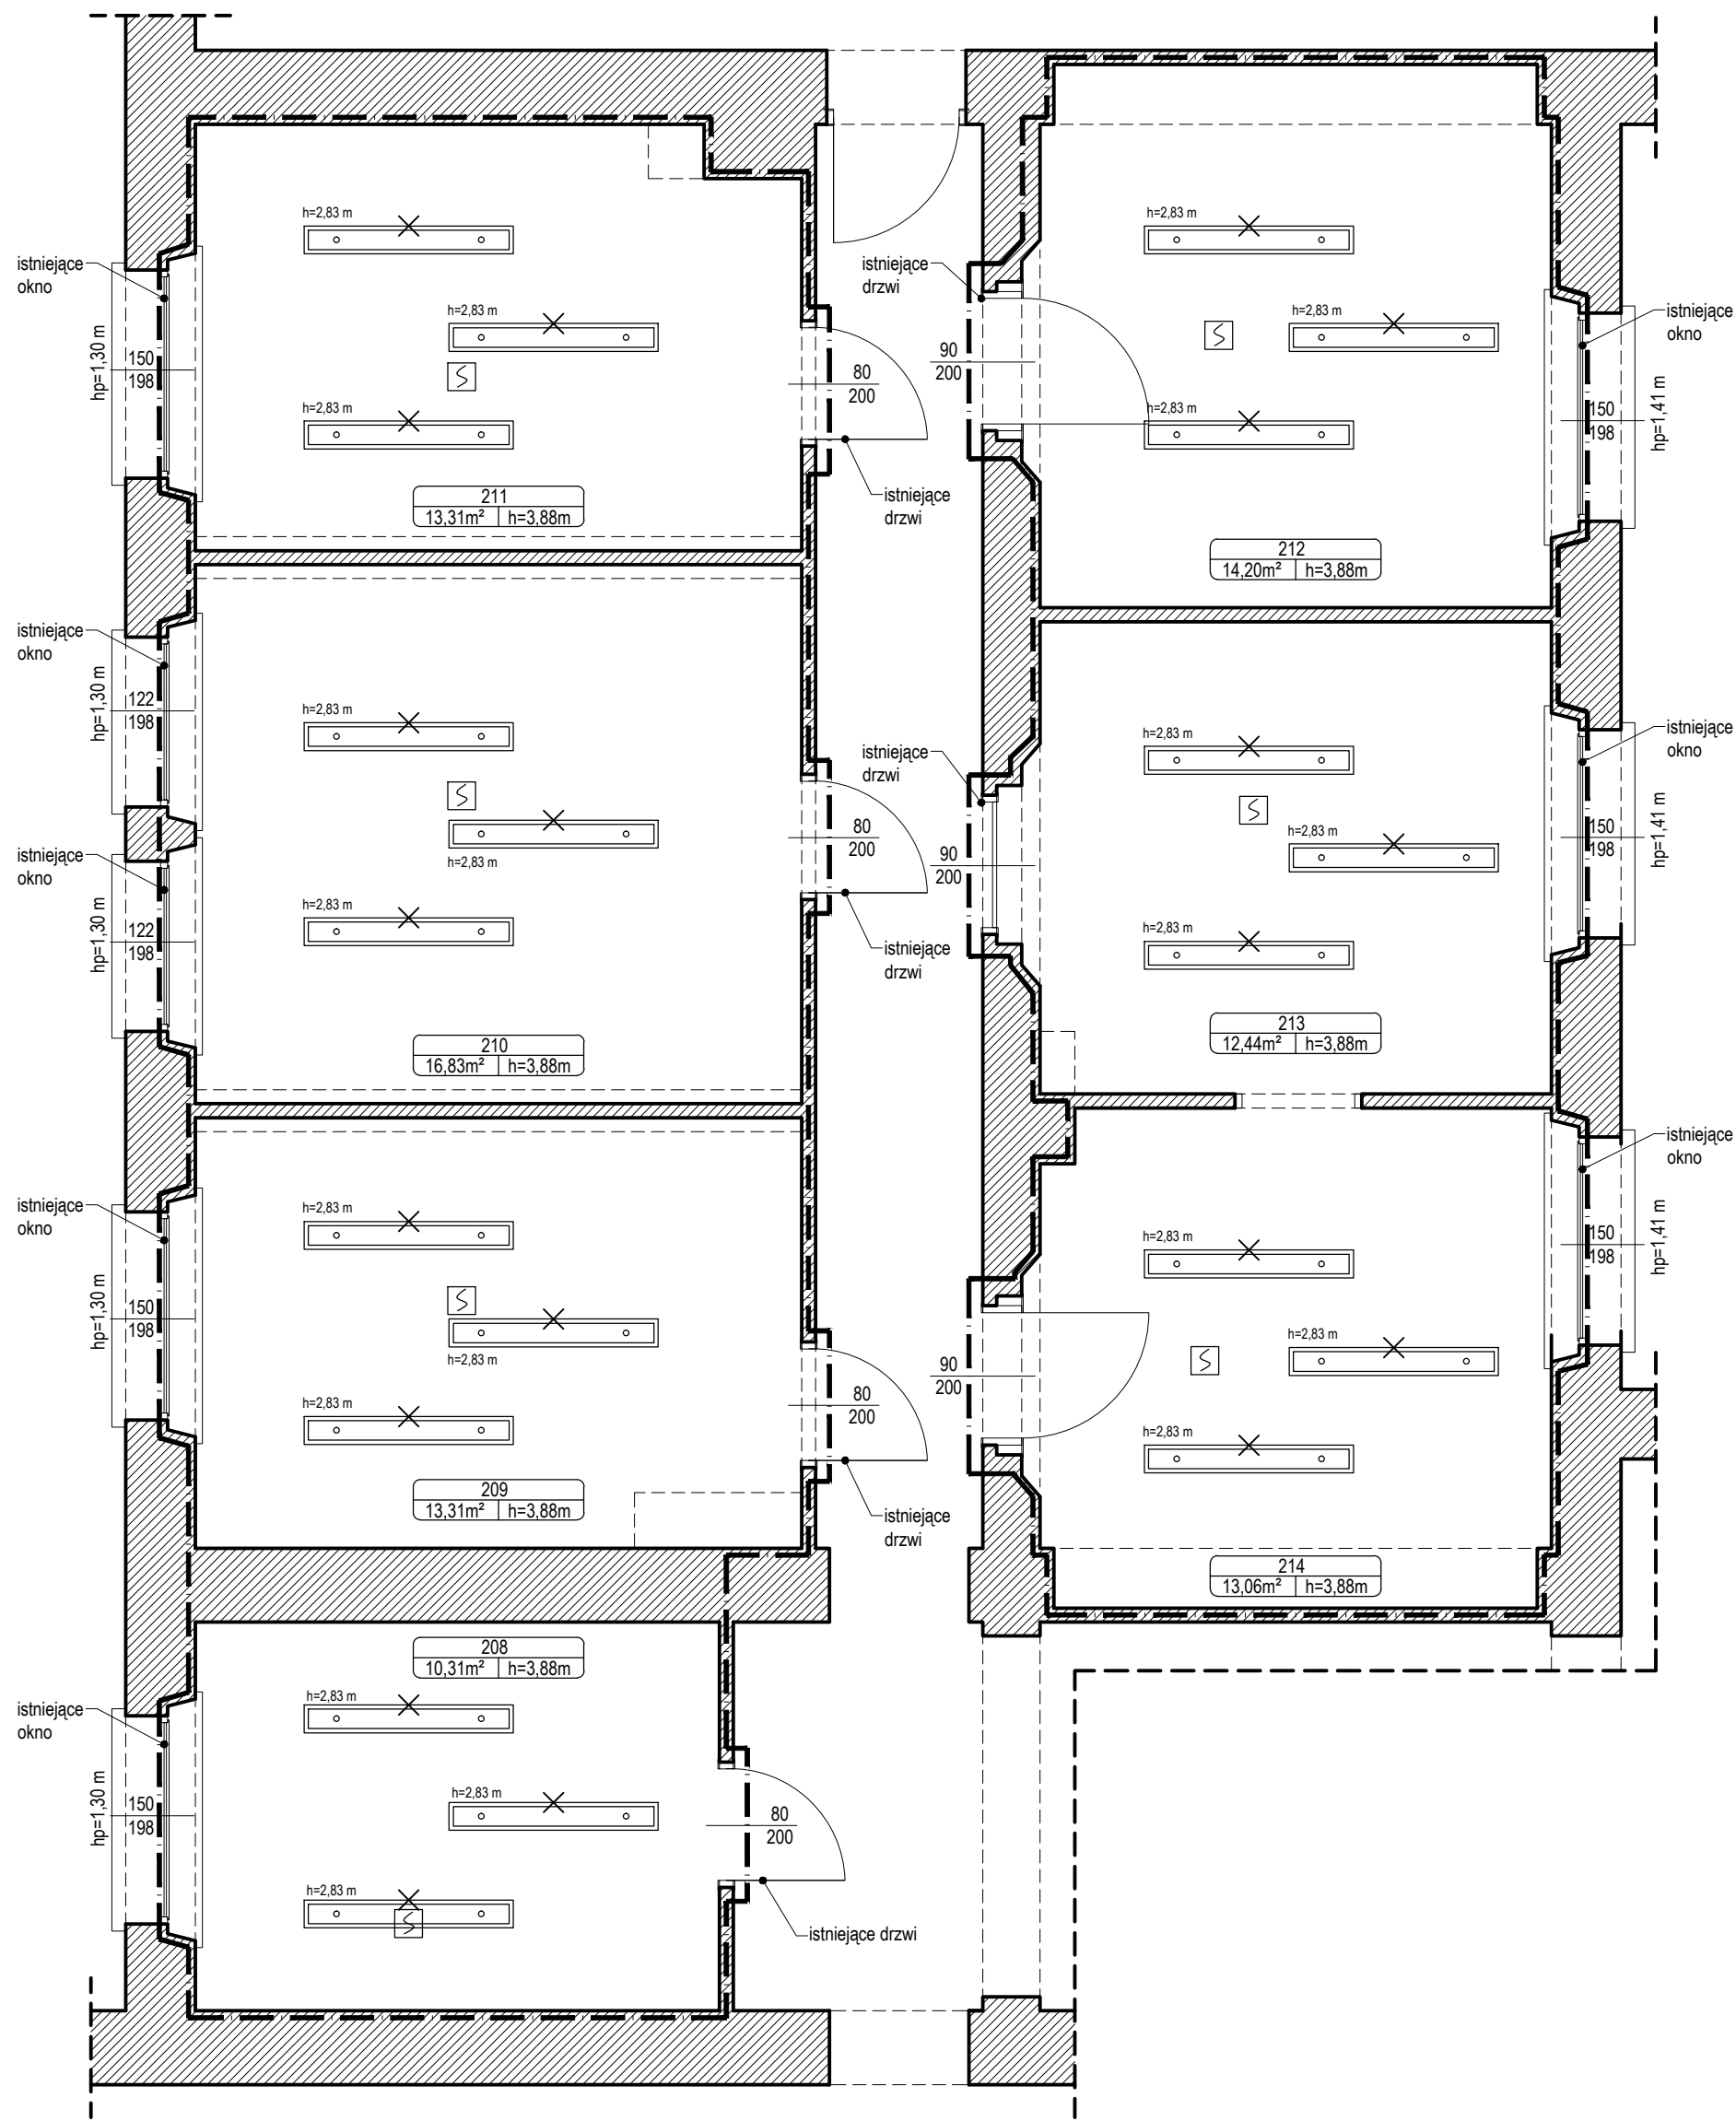 h=2,83 m
h=2,83 m
h=2,83 m
istniejące
okno
hp=1,30 m
150
198
80
200
istniejące
drzwi
211
13,31m² h=3,88m
istniejące
drzwi
90
200
h=2,83 m
h=2,83 m
h=2,83 m
istniejące
okno
150
198
hp=1,41 m
212
14,20m² h=3,88m
istniejące
okno
hp=1,30 m
122
198
h=2,83 m
h=2,83 m
h=2,83 m
istniejące
okno
hp=1,30 m
122
198
80
200
istniejące
drzwi
210
16,83m² h=3,88m
istniejące
drzwi
90
200
h=2,83 m
h=2,83 m
h=2,83 m
istniejące
okno
150
198
hp=1,41 m
213
12,44m² h=3,88m
istniejące
okno
hp=1,30 m
150
198
h=2,83 m
h=2,83 m
h=2,83 m
80
200
istniejące
drzwi
209
13,31m² h=3,88m
90
200
h=2,83 m
h=2,83 m
h=2,83 m
istniejące
okno
150
198
hp=1,41 m
214
13,06m² h=3,88m
208
10,31m² h=3,88m
h=2,83 m
h=2,83 m
h=2,83 m
istniejące
okno
hp=1,30 m
150
198
80
200
istniejące drzwi